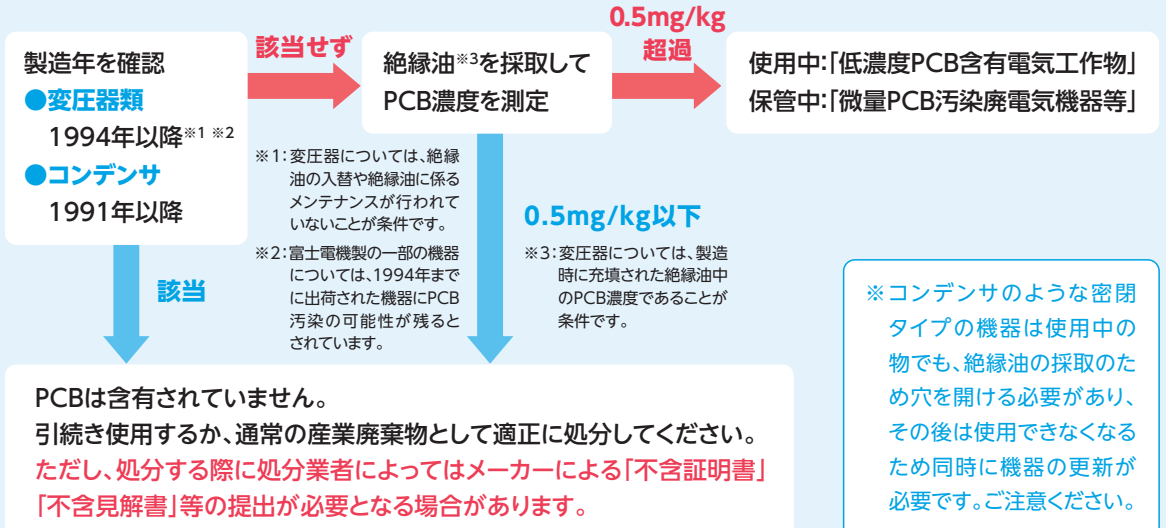 製造年を確認
●変圧器類
1994年以降※1 ※2
●コンデンサ
1991年以降
該当せず
絶縁油※3を採取して
PCB濃度を測定
0.5mg/kg
超過
使用中:「低濃度PCB含有電気工作物」
保管中:「微量PCB汚染廃電気機器等」
※1:変圧器については、絶縁
油の入替や絶縁油に係る
メンテナンスが行われて
いないことが条件です。
※2:富士電機製の一部の機器
については、1994年まで
に出荷された機器にPCB
汚染の可能性が残ると
されています。
該当
0.5mg/kg以下
※3:変圧器については、製造
時に充填された絶縁油中
のPCB濃度であることが
条件です。
PCBは含有されていません。
引続き使用するか、通常の産業廃棄物として適正に処分してください。
ただし、処分する際に処分業者によってはメーカーによる「不含証明書」
「不含見解書」等の提出が必要となる場合があります。
※コンデンサのような密閉
タイプの機器は使用中の
物でも、絶縁油の採取のた
め穴を開ける必要があり、
その後は使用できなくなる
ため同時に機器の更新が
必要です。ご注意ください。